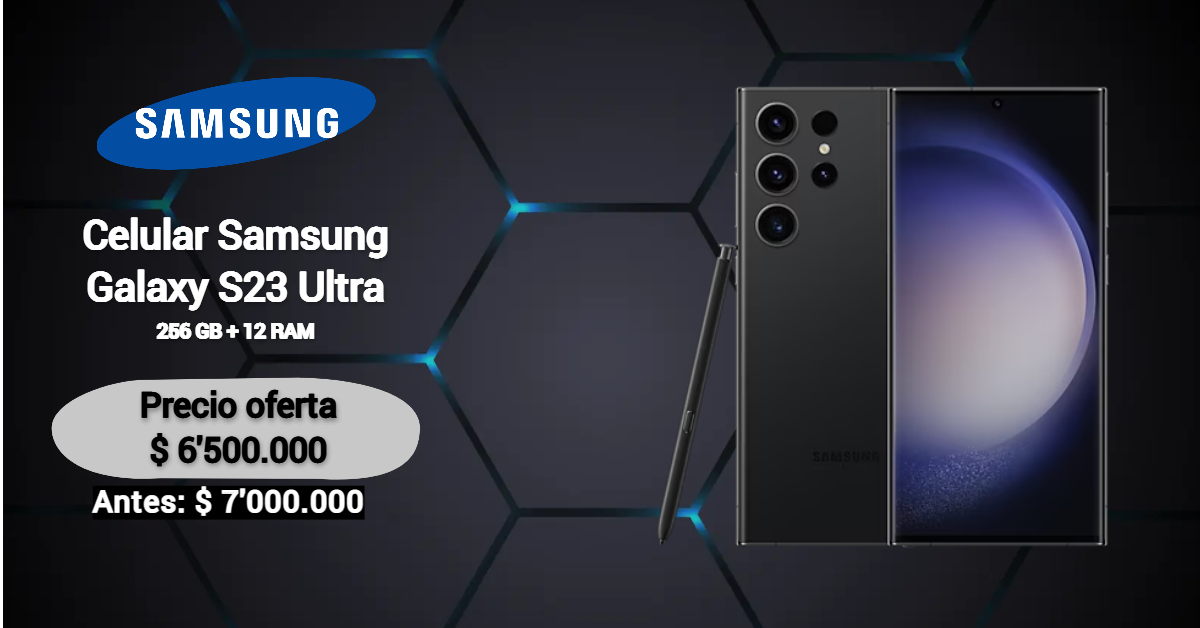 SAMSUNG
Celular Samsung
Galaxy S23 Ultra
256 GB + 12 RAM
Precio oferta
$ 6'500.000
Antes: $ 7'000.000
SAMSUNG